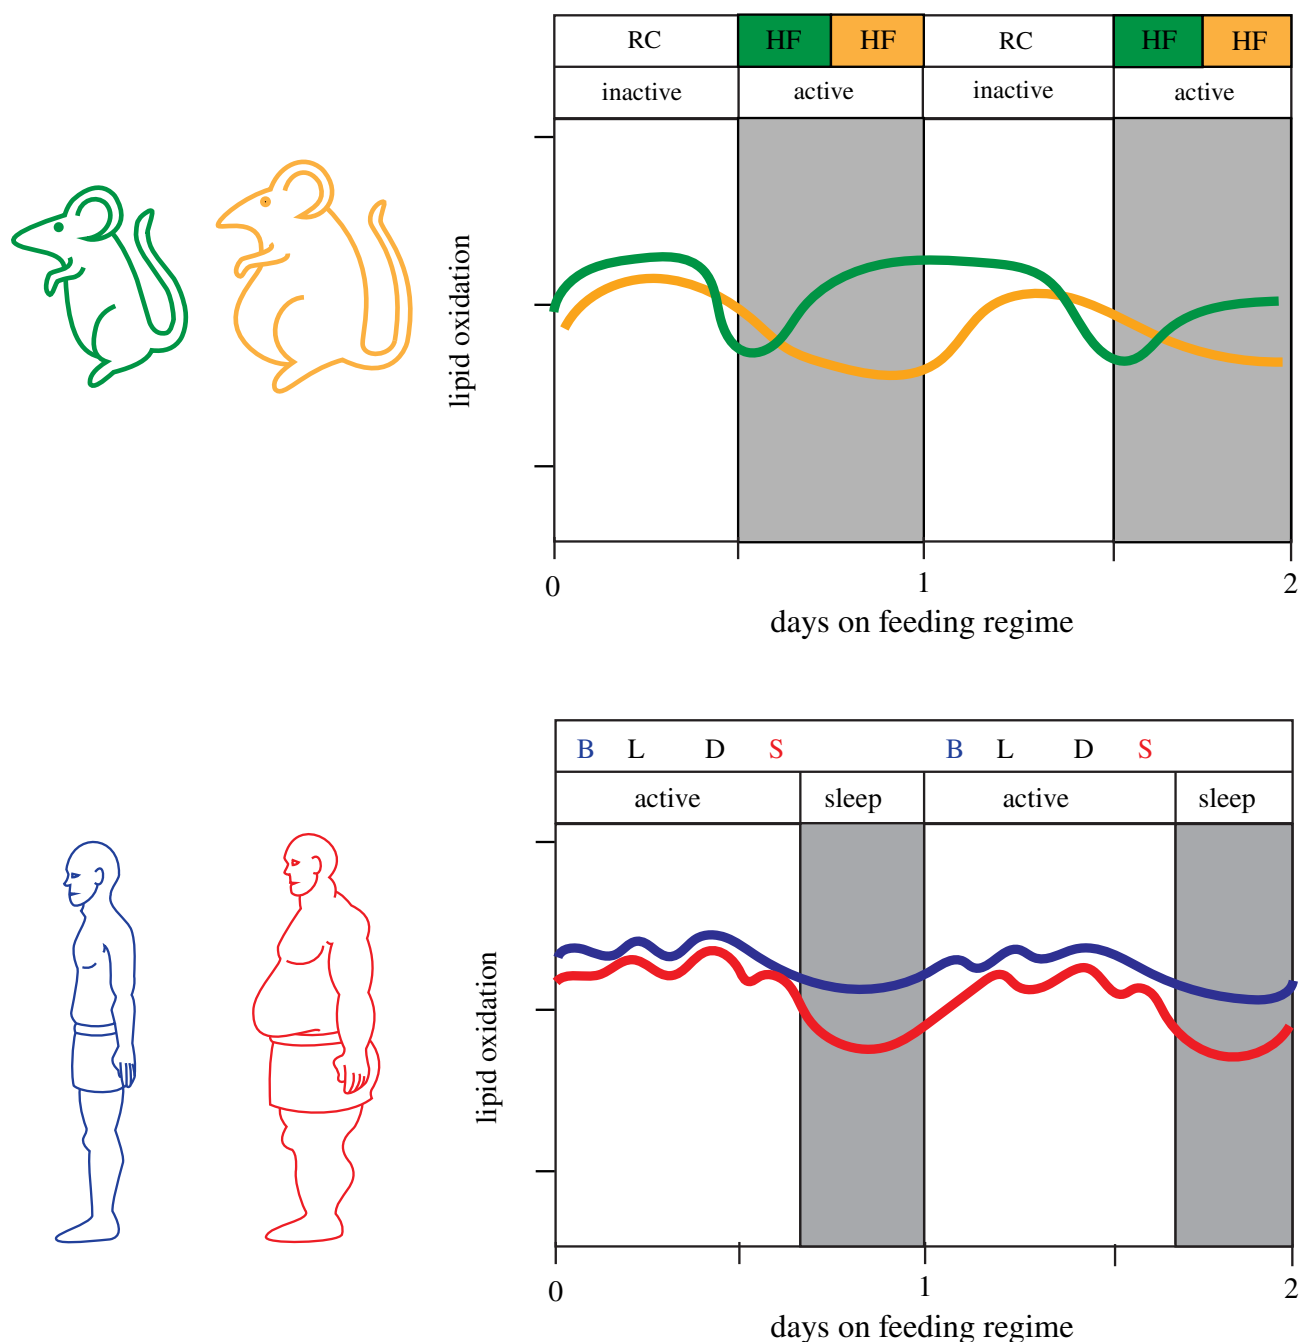 RC HF HF RC HF HF
inactive active inactive active
lipid oxidation
0 1 2
days on feeding regime
B L D S B L D S
active sleep active sleep
lipid oxidation
0 1 2
days on feeding regime